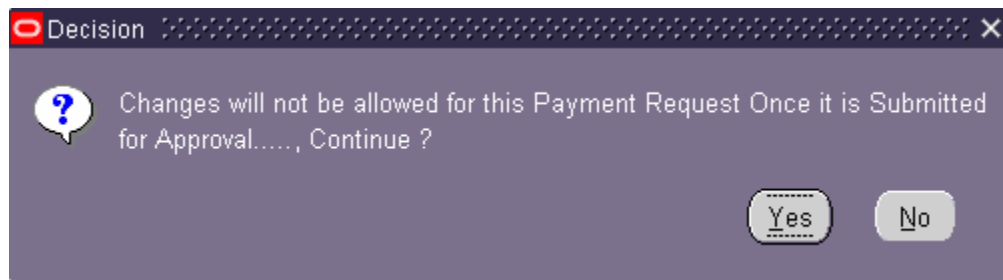 Decision
Changes will not be allowed for this Payment Request Once it is Submitted
for Approval....., Continue ?
Yes No